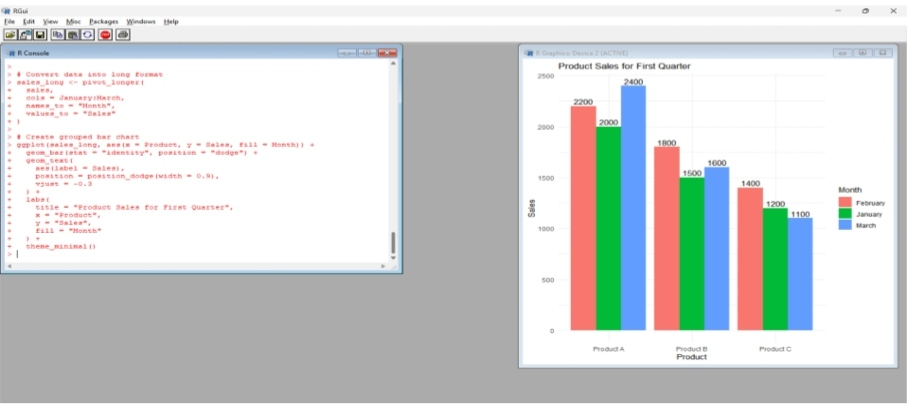 RGui
File Edit View Misc Packages Windows Help
R Console
>
> # Convert data into long format
> sales_long <- pivot_longer(
+ sales,
+ cols = January:March,
+ names_to = "Month",
+ values_to = "Sales"
+ )
>
> # Create grouped bar chart
> ggplot(sales_long, aes(x = Product, y = Sales, fill = Month)) +
+ geom_bar(stat = "identity", position = "dodge") +
+ geom_text(
+ aes(label = Sales),
+ position = position_dodge(width = 0.9),
+ vjust = -0.3
+ ) +
+ labs(
+ title = "Product Sales for First Quarter",
+ x = "Product",
+ y = "Sales",
+ fill = "Month"
+ ) +
+ theme_minimal()
> |
R Graphics: Device 2 (ACTIVE)
Product Sales for First Quarter
2500
2000
1500
1000
500
0
Sales
2200
2000
2400
1800
1500
1600
1400
1200
1100
Product A
Product B
Product C
Product
Month
February
January
March